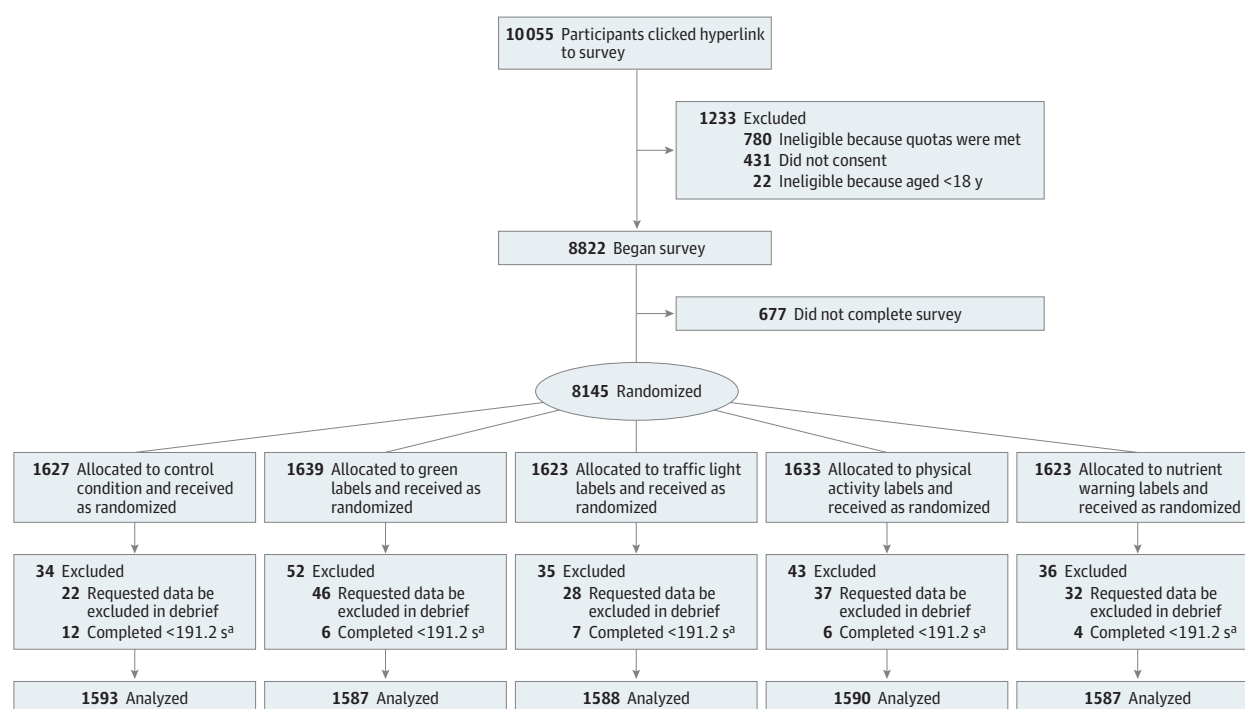 10055 Participants clicked hyperlink
to survey
1233 Excluded
780 Ineligible because quotas were met
431 Did not consent
22 Ineligible because aged <18 y
8822 Began survey
677 Did not complete survey
8145 Randomized
1627 Allocated to control
condition and received
as randomized
1639 Allocated to green
labels and received as
randomized
1623 Allocated to traffic light
labels and received as
randomized
1633 Allocated to physical
activity labels and
received as randomized
1623 Allocated to nutrient
warning labels and
received as randomized
34 Excluded
22 Requested data be
excluded in debrief
12 Completed <191.2 sª
52 Excluded
46 Requested data be
excluded in debrief
6 Completed <191.2 sª
35 Excluded
28 Requested data be
excluded in debrief
7 Completed <191.2 sª
43 Excluded
37 Requested data be
excluded in debrief
6 Completed <191.2 sª
36 Excluded
32 Requested data be
excluded in debrief
4 Completed <191.2 sª
1593 Analyzed
1587 Analyzed
1588 Analyzed
1590 Analyzed
1587 Analyzed